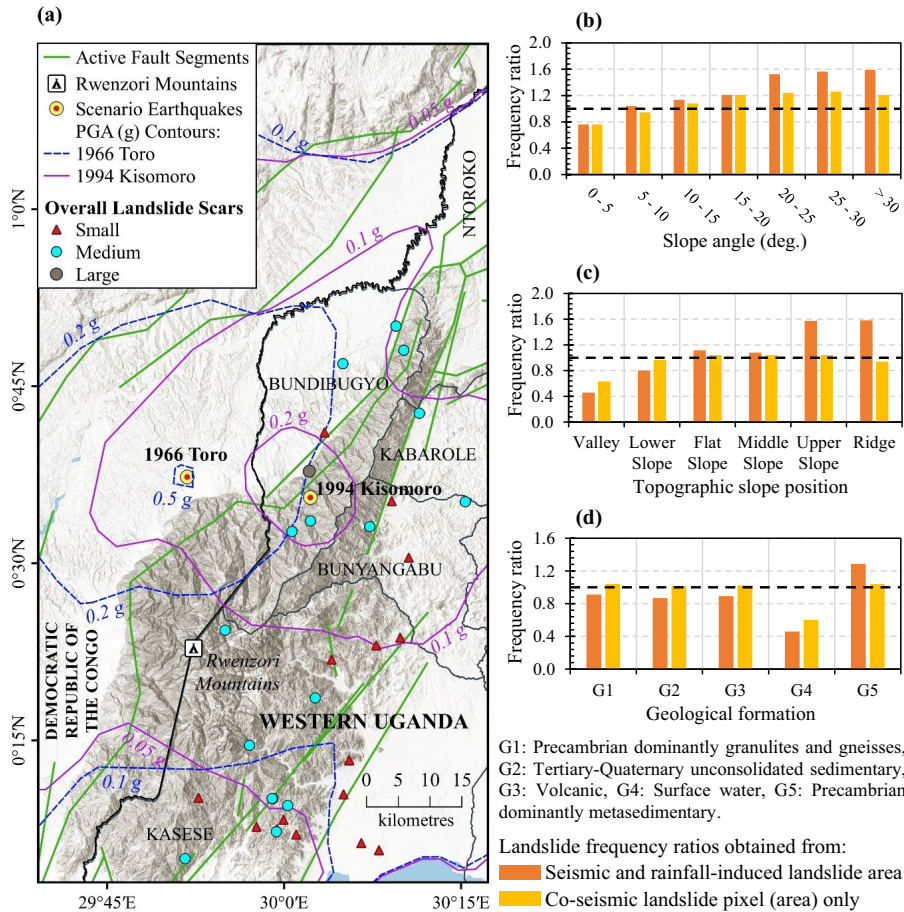 (a)
Active Fault Segments
Rwenzori Mountains
Scenario Earthquakes
PGA (g) Contours:
1966 Toro
1994 Kisomoro
Overall Landslide Scars
Small
Medium
Large
0.05 g
0.1 g
NTOROKO
0.1 g
0.2 g
BUNDIBUGYO
0.2 g
KABAROLE
1966 Toro
0.5 g
1994 Kisomoro
BUNYANGABU
0.2 g
0.1 g
DEMOCRATIC
REPUBLIC OF
THE CONGO
Rwenzori
Mountains
WESTERN UGANDA
0.05 g
0.1 g
KASESE
0 5 10 15
kilometres
1°0'N
0°45'N
0°30'N
0°15'N
29°45'E 30°0'E 30°15'E
(b)
Frequency ratio
2.0
1.6
1.2
0.8
0.4
0.0
0 - 5 5 - 10 10 - 15 15 - 20 20 - 25 25 - 30 > 30
Slope angle (deg.)
(c)
Frequency ratio
2.0
1.6
1.2
0.8
0.4
0.0
Valley Lower Flat Middle Upper Ridge
Slope Slope Slope Slope
Topographic slope position
(d)
Frequency ratio
1.6
1.2
0.8
0.4
0.0
G1 G2 G3 G4 G5
Geological formation
G1: Precambrian dominantly granulites and gneisses,
G2: Tertiary-Quaternary unconsolidated sedimentary,
G3: Volcanic, G4: Surface water, G5: Precambrian
dominantly metasedimentary.
Landslide frequency ratios obtained from:
Seismic and rainfall-induced landslide area
Co-seismic landslide pixel (area) only